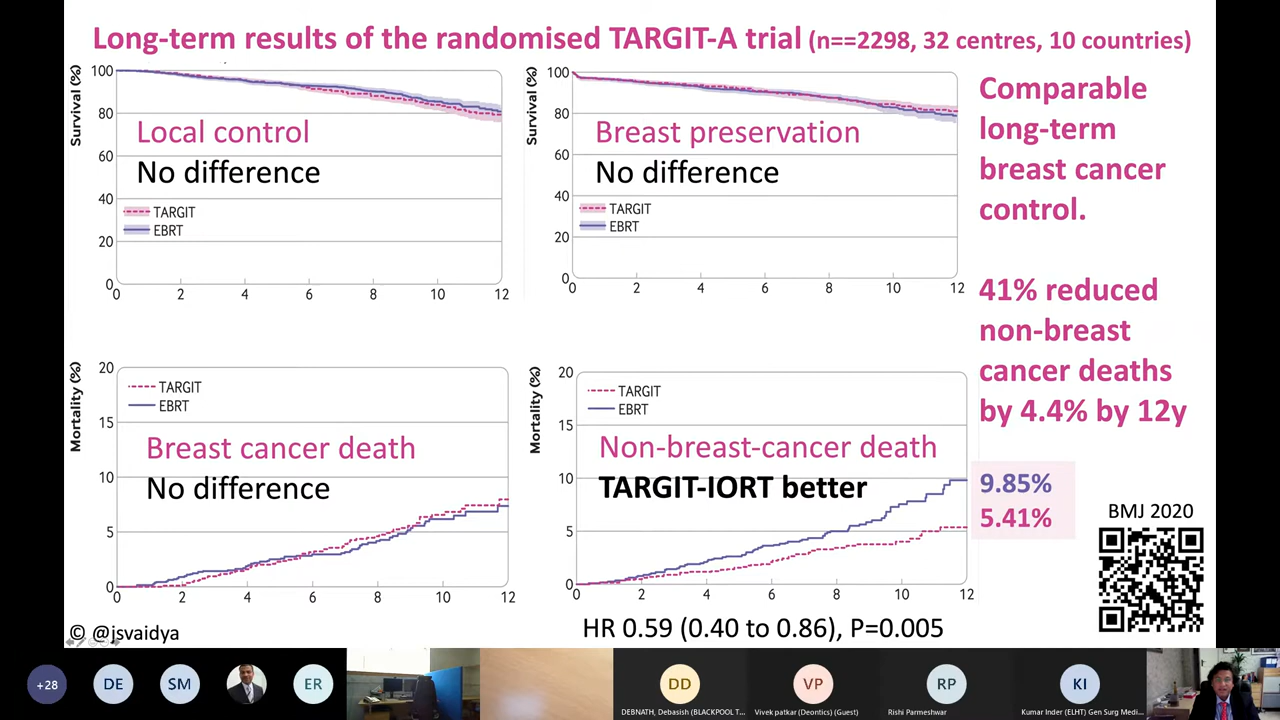 Long-term results of the randomised TARGIT-A trial (n==2298, 32 centres, 10 countries)
Survival (%)
100
80
60
40
20
0
Local control
No difference
TARGIT
EBRT
0 2 4 6 8 10 12
Survival (%)
100
80
60
40
20
0
Breast preservation
No difference
TARGIT
EBRT
0 2 4 6 8 10 12
Comparable
long-term
breast cancer
control.
41% reduced
non-breast
cancer deaths
by 4.4% by 12y
Mortality (%)
20
15
10
5
0
TARGIT
EBRT
Breast cancer death
No difference
0 2 4 6 8 10 12
Mortality (%)
20
15
10
5
0
TARGIT
EBRT
Non-breast-cancer death
TARGIT-IORT better
0 2 4 6 8 10 12
9.85%
5.41%
BMJ 2020
© @jsvaidya
HR 0.59 (0.40 to 0.86), P=0.005
+28
DE
SM
ER
DD
DEBNATH, Debasish (BLACKPOOL T...
VP
Vivek patkar (Deontics) (Guest)
RP
Rishi Parmeshwar
KI
Kumar Inder (ELHT) Gen Surg Medi...